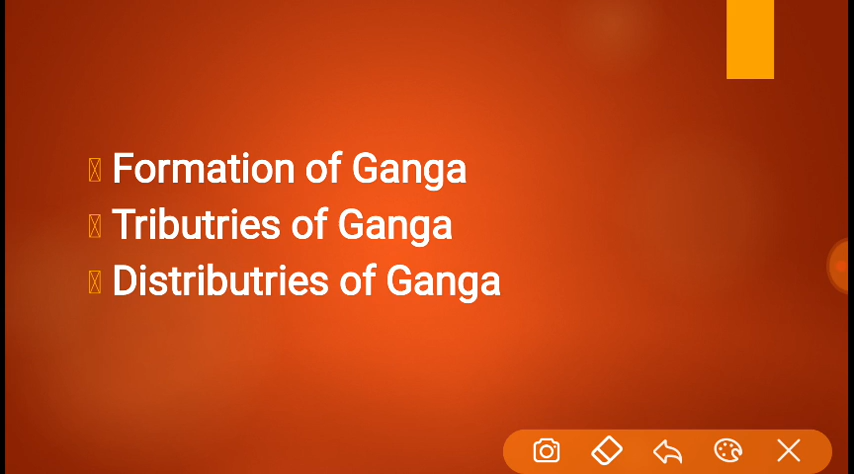 Formation of Ganga
Tributries of Ganga
Distributries of Ganga